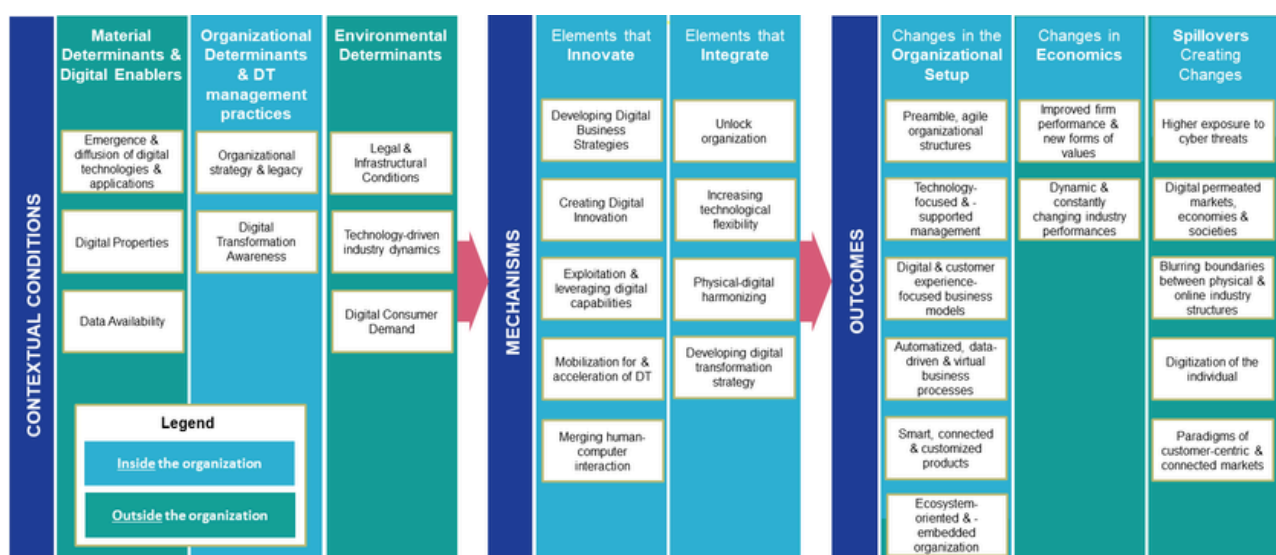 CONTEXTUAL CONDITIONS
Material
Determinants &
Digital Enablers
Emergence &
diffusion of digital
technologies &
applications
Digital Properties
Data Availability
Organizational
Determinants
& DT
management
practices
Organizational
strategy & legacy
Digital
Transformation
Awareness
Environmental
Determinants
Legal &
Infrastructural
Conditions
Technology-driven
industry dynamics
Digital Consumer
Demand
Legend
Inside the organization
Outside the organization
MECHANISMS
Elements that
Innovate
Developing Digital
Business
Strategies
Creating Digital
Innovation
Exploitation &
leveraging digital
capabilities
Mobilization for &
acceleration of DT
Merging human-
computer
interaction
Elements that
Integrate
Unlock
organization
Increasing
technological
flexibility
Physical-digital
harmonizing
Developing digital
transformation
strategy
OUTCOMES
Changes in the
Organizational
Setup
Preamble, agile
organizational
structures
Technology-
focused & -
supported
management
Digital & customer
experience-
focused business
models
Automatized, data-
driven & virtual
business
processes
Smart, connected
& customized
products
Ecosystem-
oriented & -
embedded
organization
Changes in
Economics
Improved firm
performance &
new forms of
values
Dynamic &
constantly
changing industry
performances
Spillovers
Creating
Changes
Higher exposure to
cyber threats
Digital permeated
markets,
economies &
societies
Blurring boundaries
between physical &
online industry
structures
Digitization of the
individual
Paradigms of
customer-centric &
connected markets